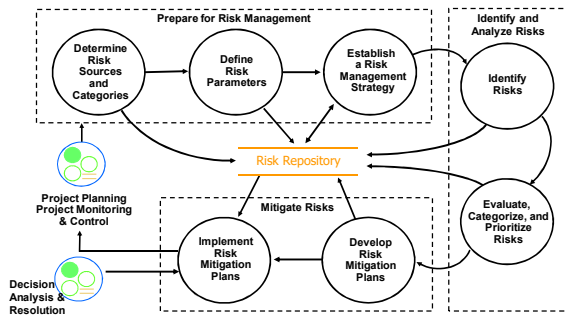 Prepare for Risk Management
Identify and
Analyze Risks
Determine
Risk
Sources
and
Categories
Define
Risk
Parameters
Establish
a Risk
Management
Strategy
Identify
Risks
Risk Repository
Project Planning
Project Monitoring
& Control
Mitigate Risks
Evaluate,
Categorize, and
Prioritize
Risks
Implement
Risk
Mitigation
Plans
Develop
Risk
Mitigation
Plans
Decision
Analysis &
Resolution